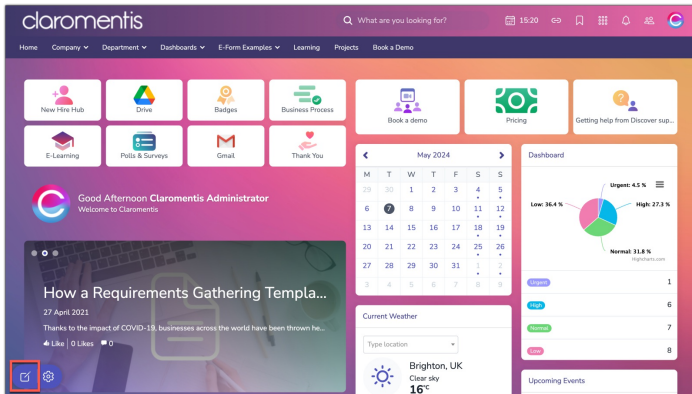 claromentis
What are you looking for?
15:20
Home
Company
Department
Dashboards
E-Form Examples
Learning
Projects
Book a Demo
New Hire Hub
Drive
Badges
Business Process
E-Learning
Polls & Surveys
Gmail
Thank You
Book a demo
Pricing
Getting help from Discover sup...
Good Afternoon Claromentis Administrator
Welcome to Claromentis
How a Requirements Gathering Templa...
27 April 2021
Thanks to the impact of COVID-19, businesses across the world have been thrown he...
Like 0 Likes 0
May 2024
M T W T F S S
29 30 1 2 3 4 5
6 7 8 9 10 11 12
13 14 15 16 17 18 19
20 21 22 23 24 25 26
27 28 29 30 31 1 2
3 4 5 6 7 8 9
Current Weather
Type location
Brighton, UK
Clear sky
16°C
Dashboard
Urgent: 4.5 %
Low: 36.4 %
High: 27.3 %
Normal: 31.8 %
Highcharts.com
Urgent 1
High 6
Normal 7
Low 8
Upcoming Events